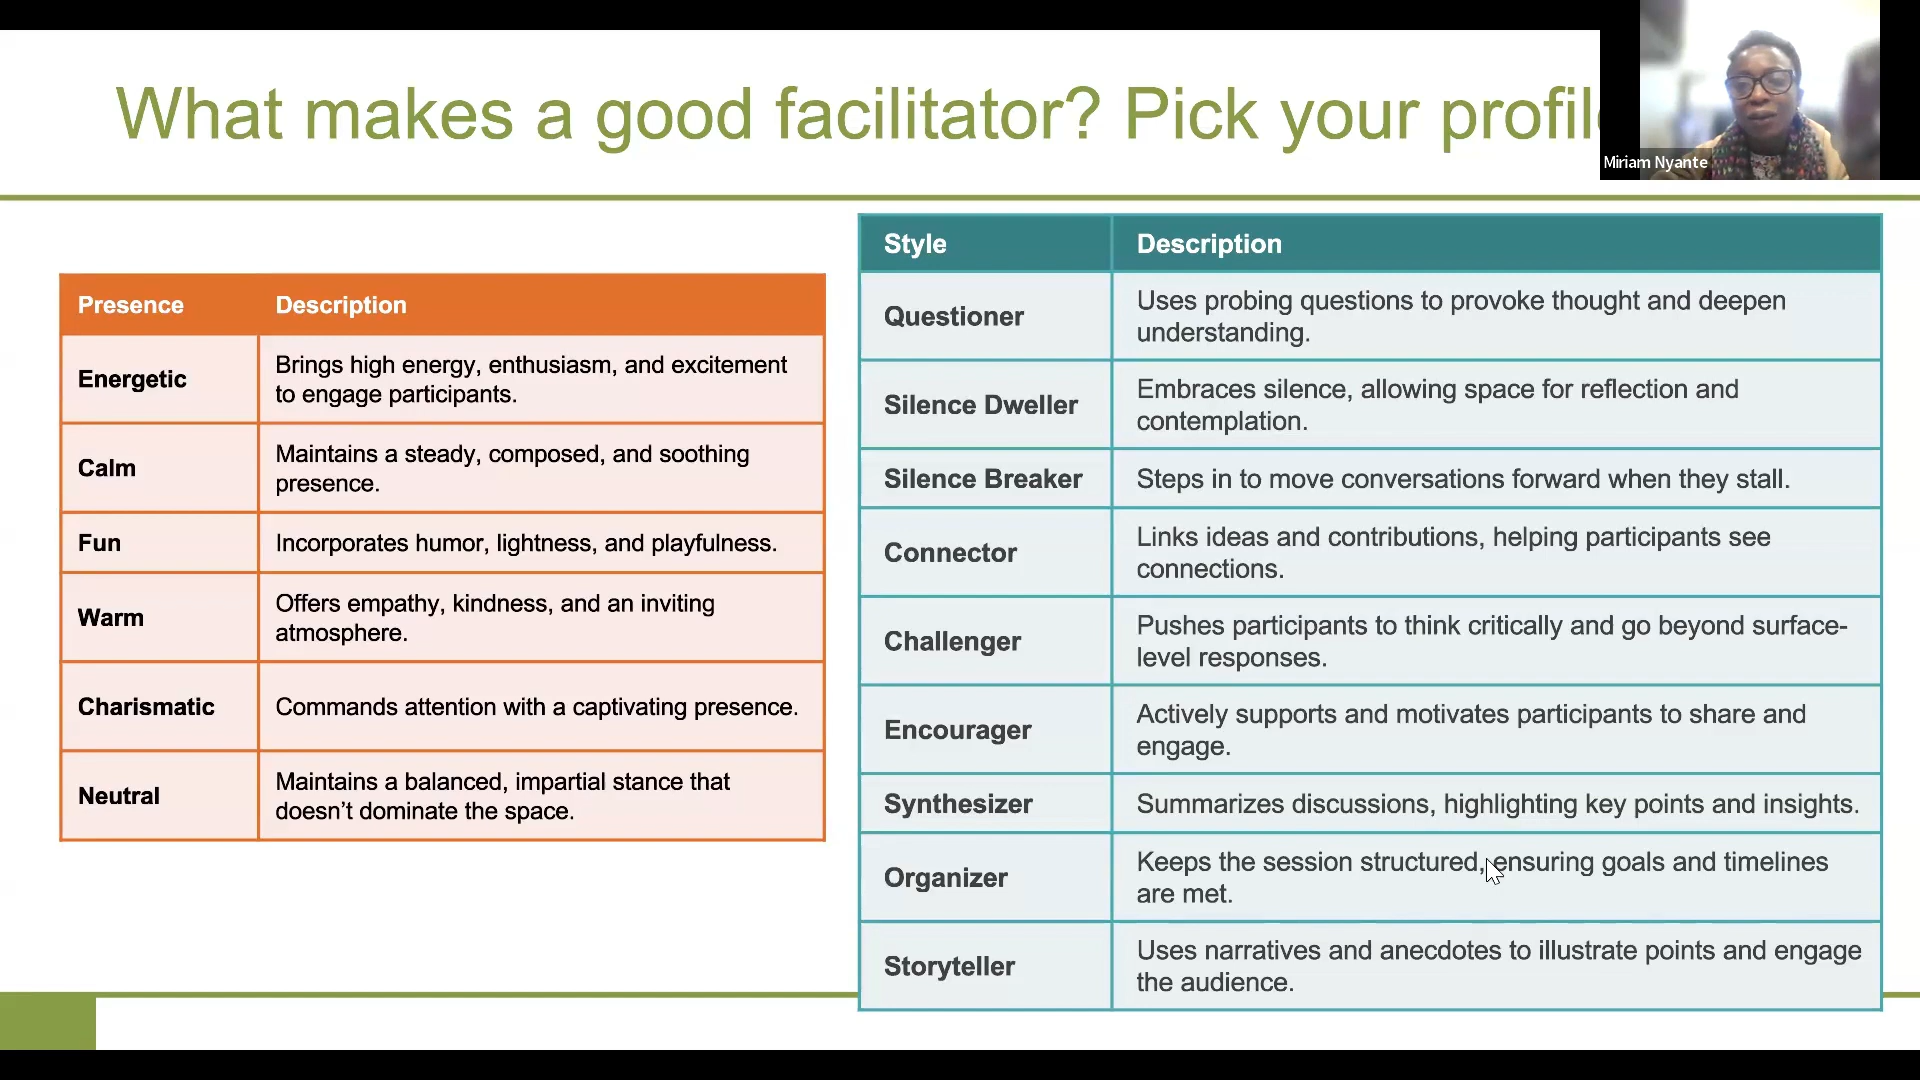 What makes a good facilitator? Pick your profil
Miriam Nyante
Presence Description
Energetic Brings high energy, enthusiasm, and excitement
to engage participants.
Calm Maintains a steady, composed, and soothing
presence.
Fun Incorporates humor, lightness, and playfulness.
Warm Offers empathy, kindness, and an inviting
atmosphere.
Charismatic Commands attention with a captivating presence.
Neutral Maintains a balanced, impartial stance that
doesn’t dominate the space.
Style Description
Questioner Uses probing questions to provoke thought and deepen
understanding.
Silence Dweller Embraces silence, allowing space for reflection and
contemplation.
Silence Breaker Steps in to move conversations forward when they stall.
Connector Links ideas and contributions, helping participants see
connections.
Challenger Pushes participants to think critically and go beyond surface-
level responses.
Encourager Actively supports and motivates participants to share and
engage.
Synthesizer Summarizes discussions, highlighting key points and insights.
Organizer Keeps the session structured, ensuring goals and timelines
are met.
Storyteller Uses narratives and anecdotes to illustrate points and engage
the audience.